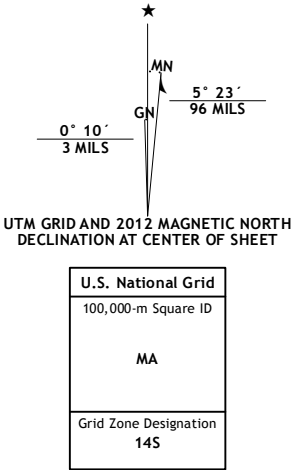 ★
MN
5° 23´
96 MILS
GN
0° 10´
3 MILS
UTM GRID AND 2012 MAGNETIC NORTH
DECLINATION AT CENTER OF SHEET
U.S. National Grid
100,000-m Square ID
MA
Grid Zone Designation
14S